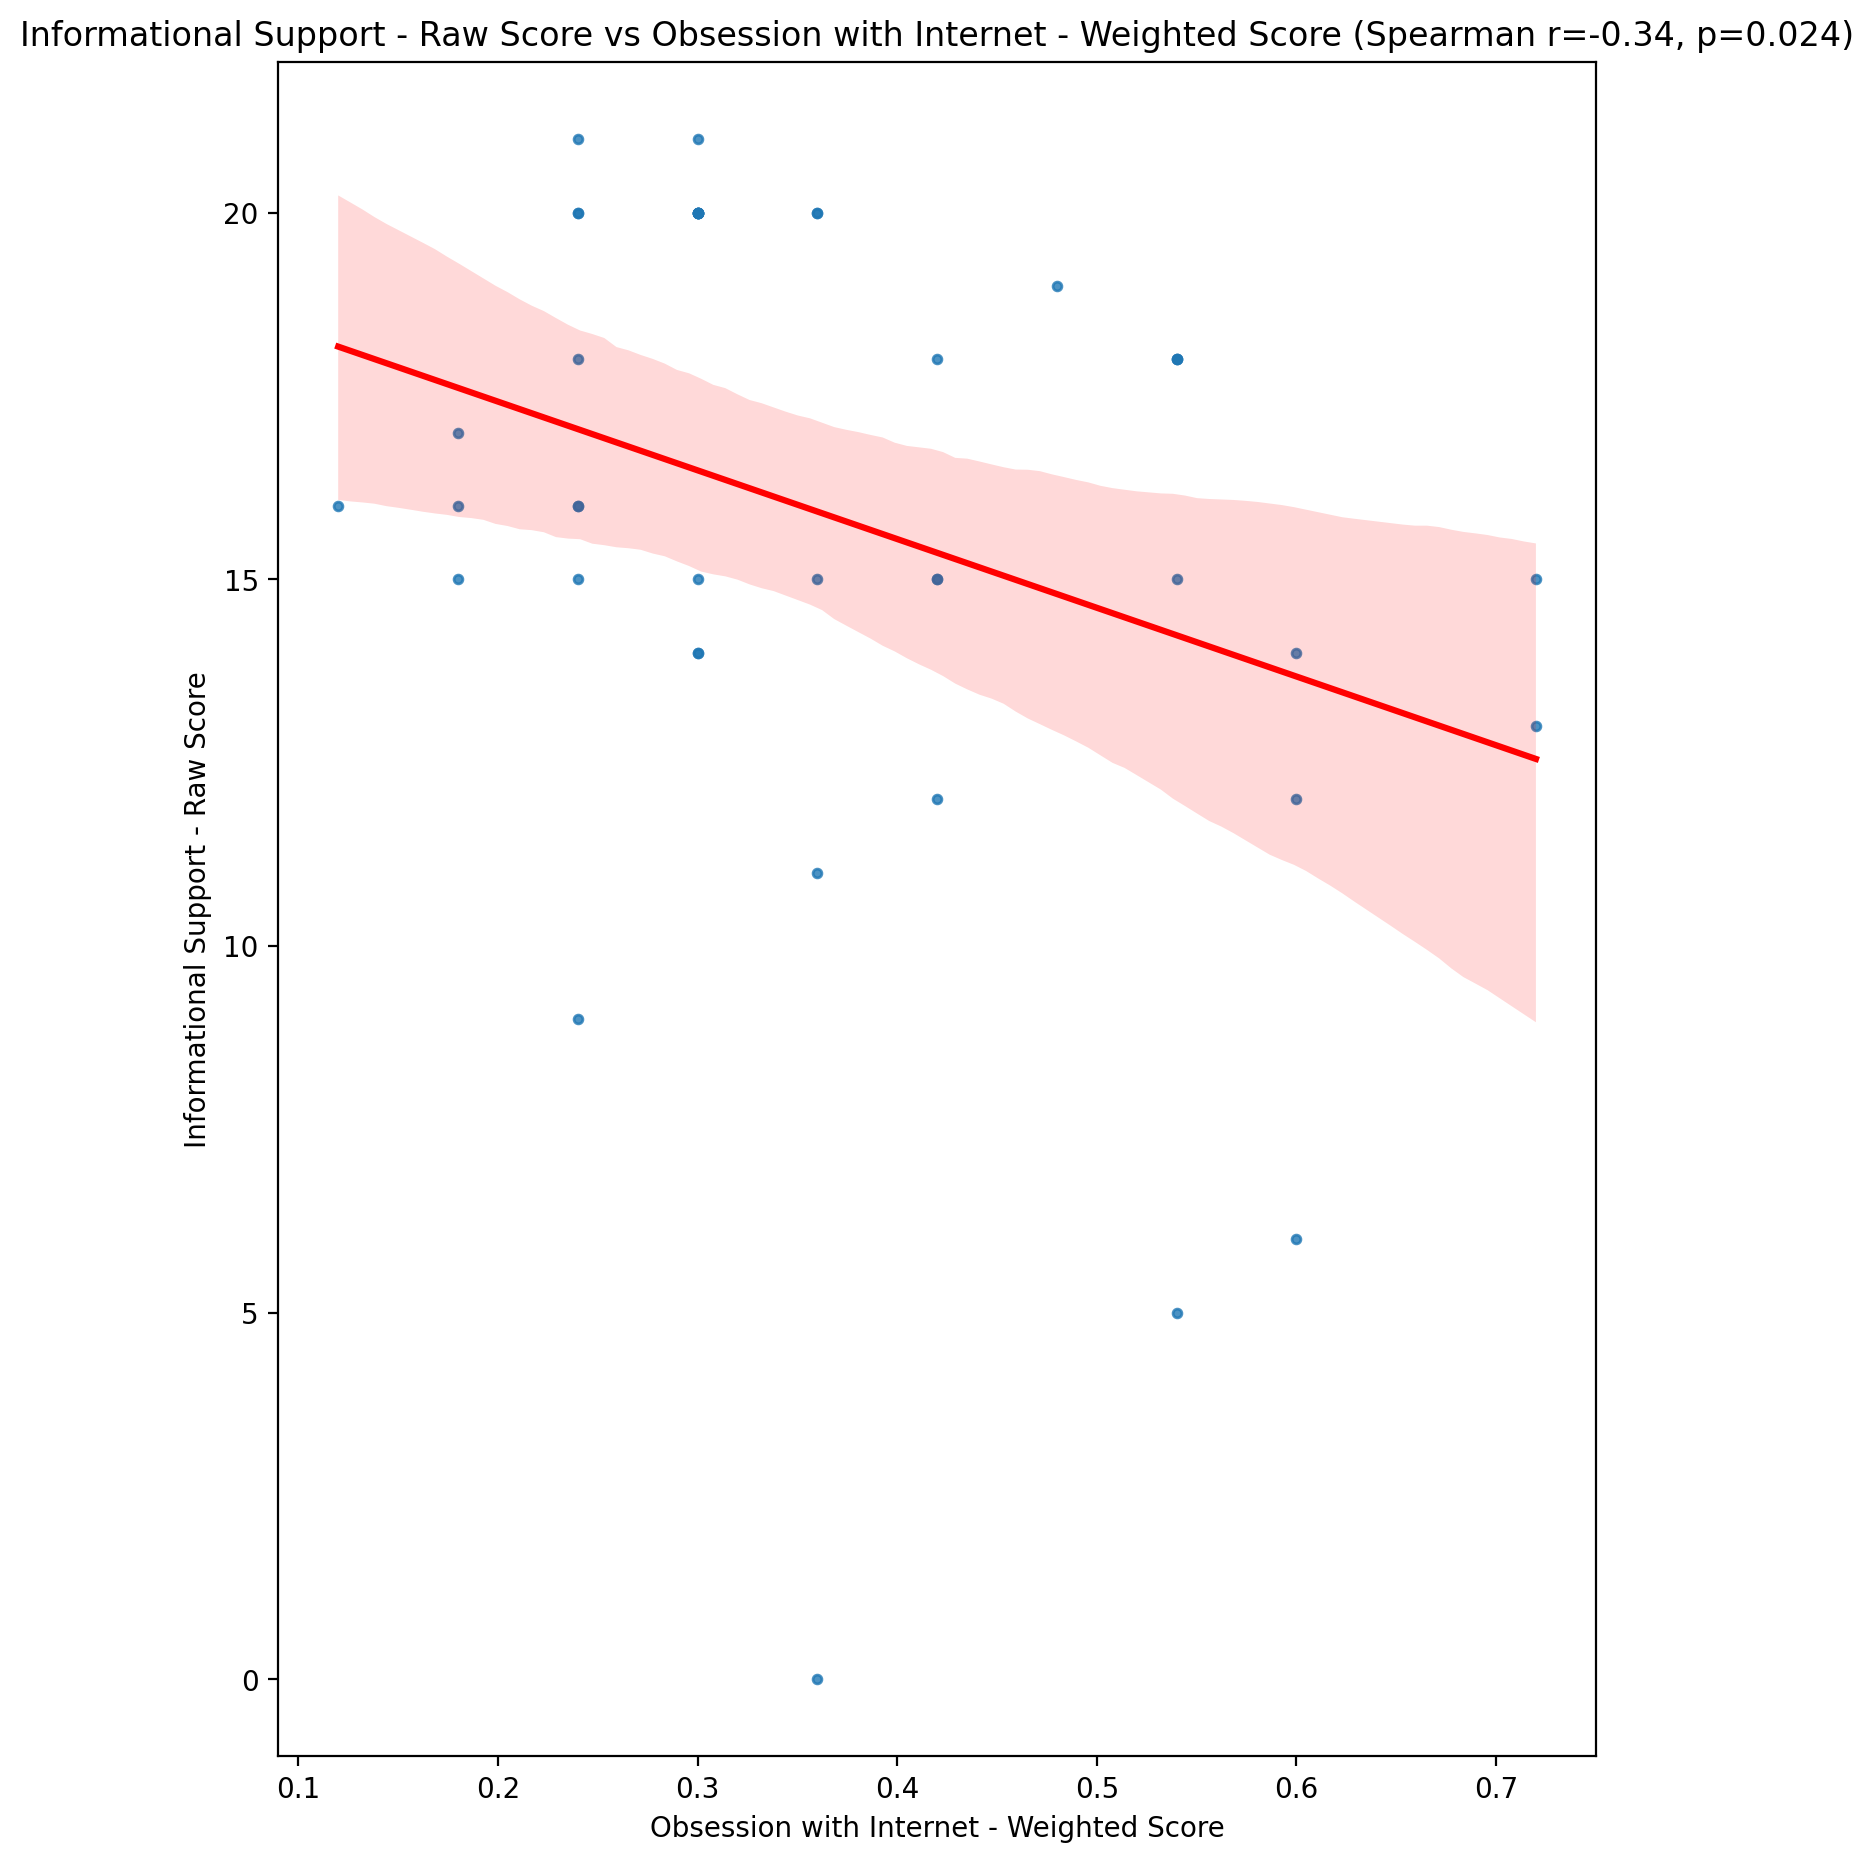 Informational Support - Raw Score vs Obsession with Internet - Weighted Score (Spearman r=-0.34, p=0.024)
Informational Support - Raw Score
20
15
10
5
0
0.1 0.2 0.3 0.4 0.5 0.6 0.7
Obsession with Internet - Weighted Score